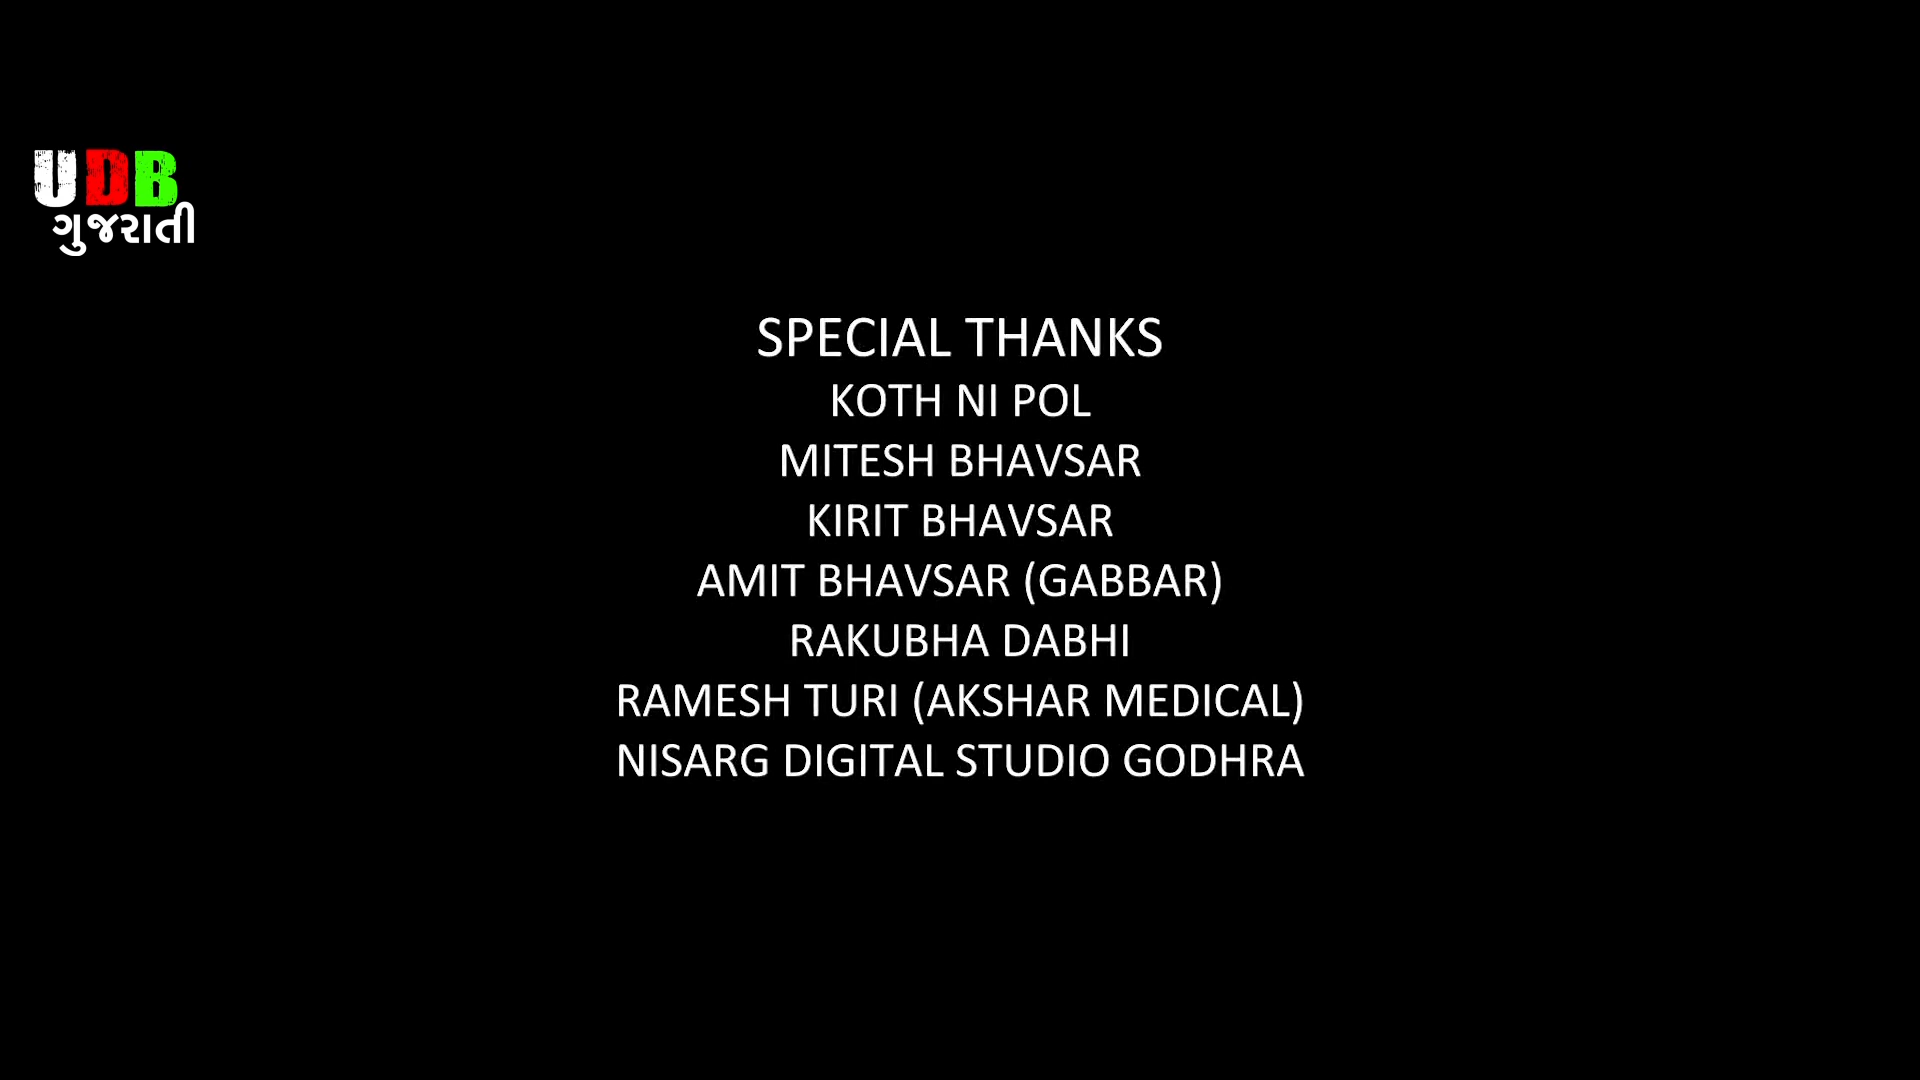 UDB
ગુજરાતી
SPECIAL THANKS
KOTH NI POL
MITESH BHAVSAR
KIRIT BHAVSAR
AMIT BHAVSAR (GABBAR)
RAKUBHA DABHI
RAMESH TURI (AKSHAR MEDICAL)
NISARG DIGITAL STUDIO GODHRA